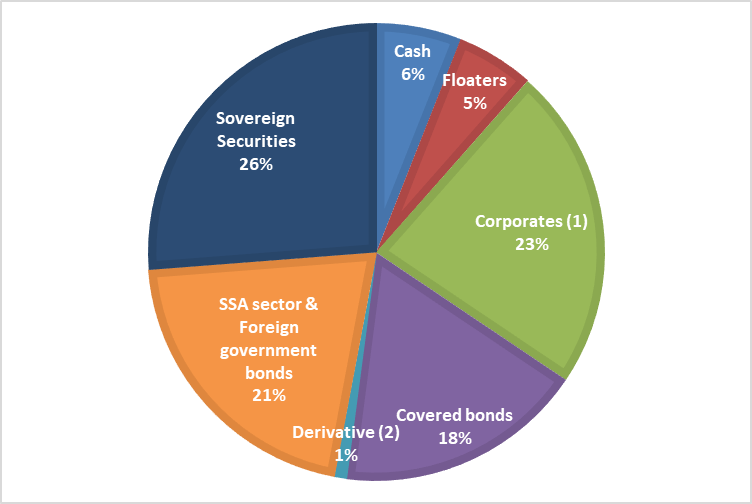 Cash
6%
Floaters
5%
Corporates (1)
23%
Covered bonds
18%
Derivative (2)
1%
SSA sector &
Foreign
government
bonds
21%
Sovereign
Securities
26%